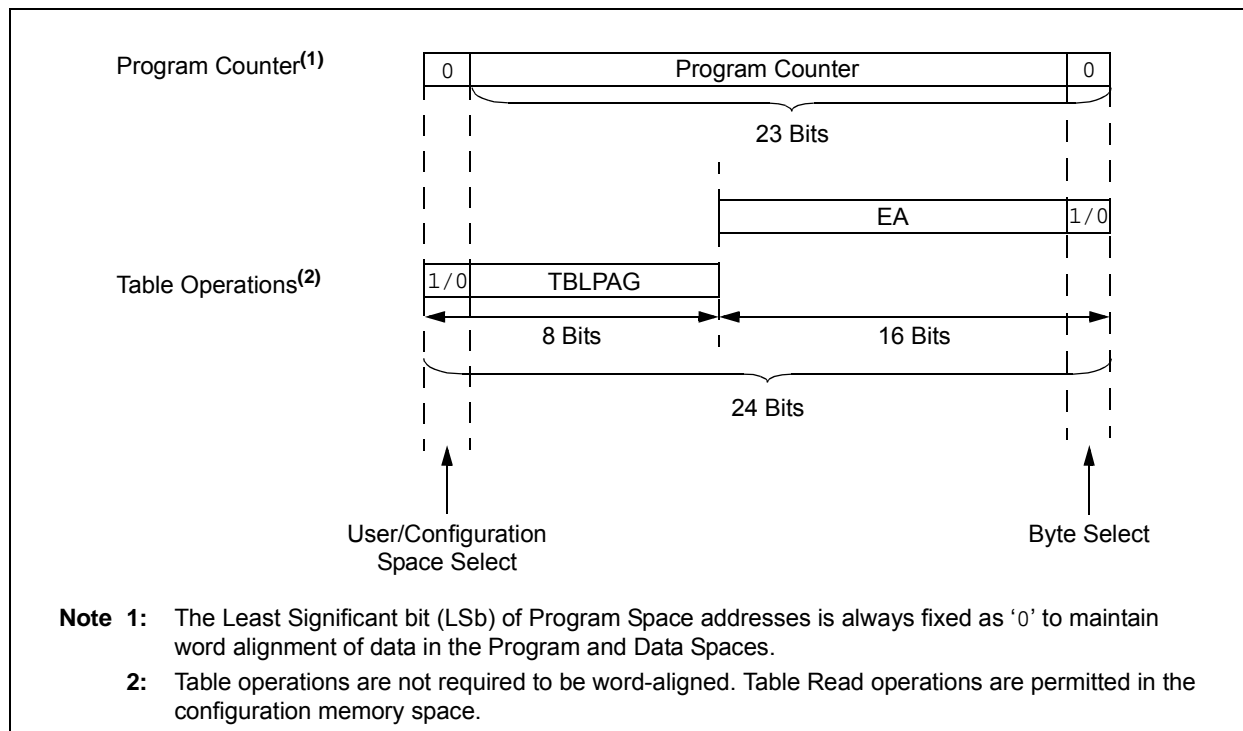 Program Counter(1)
0 Program Counter 0
23 Bits
EA 1/0
Table Operations(2)
1/0 TBLPAG
8 Bits 16 Bits
24 Bits
User/Configuration
Space Select
Byte Select
Note 1: The Least Significant bit (LSb) of Program Space addresses is always fixed as ‘0’ to maintain
word alignment of data in the Program and Data Spaces.
2: Table operations are not required to be word-aligned. Table Read operations are permitted in the
configuration memory space.